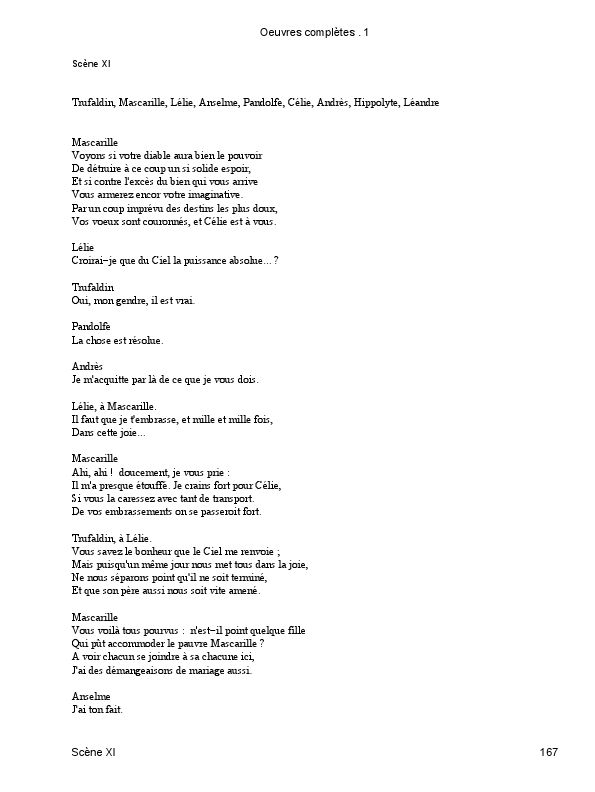 Oeuvres complètes . 1
Scène XI
Trufaldin, Mascarille, Lélie, Anselme, Pandolfe, Célie, Andrès, Hippolyte, Léandre
Mascarille
Voyons si votre diable aura bien le pouvoir
De détruire à ce coup un si solide espoir,
Et si contre l'excès du bien qui vous arrive
Vous armerez encor votre imaginative.
Par un coup imprévu des destins les plus doux,
Vos voeux sont couronnés, et Célie est à vous.
Lélie
Croirai-je que du Ciel la puissance absolue... ?
Trufaldin
Oui, mon gendre, il est vrai.
Pandolfe
La chose est résolue.
Andrès
Je m'acquitte par là de ce que je vous dois.
Lélie, à Mascarille.
Il faut que je t'embrasse, et mille et mille fois,
Dans cette joie...
Mascarille
Ahi, ahi ! doucement, je vous prie :
Il m'a presque étouffé. Je crains fort pour Célie,
Si vous la caressez avec tant de transport.
De vos embrassements on se passeroit fort.
Trufaldin, à Lélie.
Vous savez le bonheur que le Ciel me renvoie ;
Mais puisqu'un même jour nous met tous dans la joie,
Ne nous séparons point qu'il ne soit terminé,
Et que son père aussi nous soit vite amené.
Mascarille
Vous voilà tous pourvus : n'est-il point quelque fille
Qui pût accommoder le pauvre Mascarille ?
A voir chacun se joindre à sa chacune ici,
J'ai des démangeaisons de mariage aussi.
Anselme
J'ai ton fait.
Scène XI
167